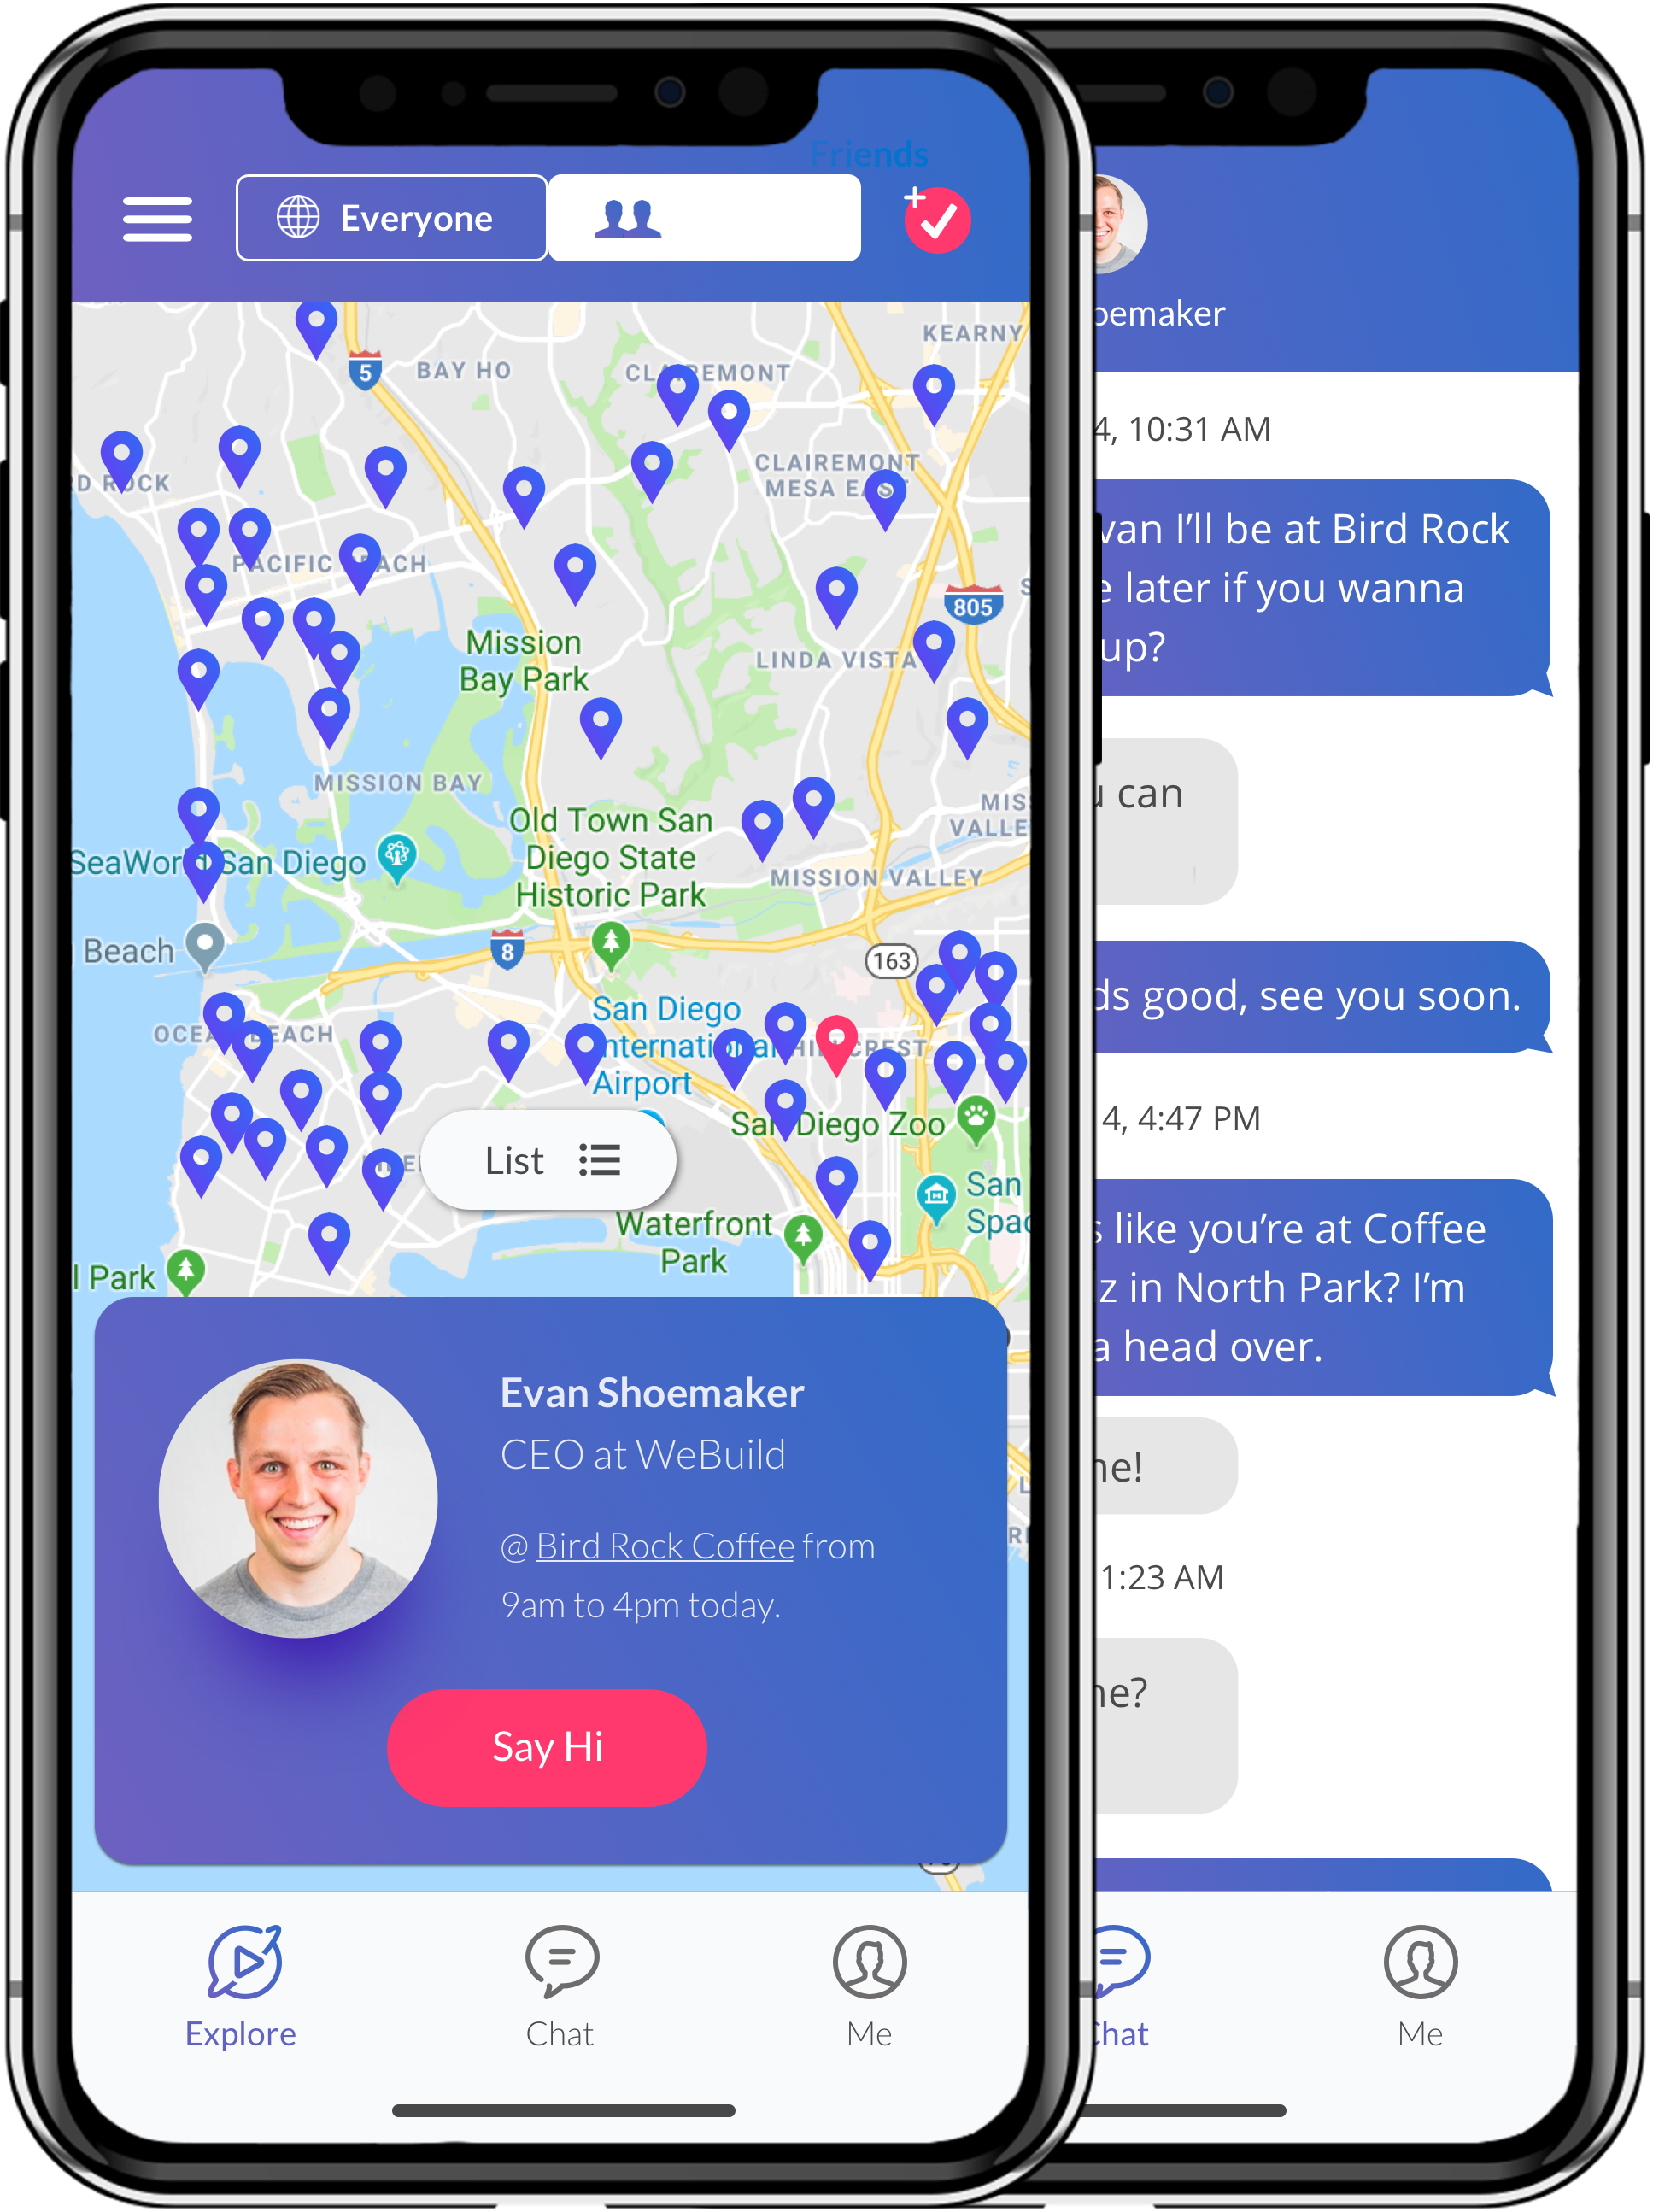 Friends
Everyone
KEARNY
5
BAY HO
CLAIREMONT
CLAIREMONT
MESA EAST
RD ROCK
PACIFIC BEACH
805
Mission
Bay Park
LINDA VISTA
MISSION BAY
MIS
VALLE
Old Town San
Diego State
Historic Park
SeaWorld San Diego
MISSION VALLEY
Beach
8
163
OCEAN BEACH
San Diego
International
Airport
HILLCREST
San Diego Zoo
List
San
Spac
Waterfront
Park
l Park
Evan Shoemaker
CEO at WeBuild
@ Bird Rock Coffee from
9am to 4pm today.
Say Hi
Explore
Chat
Me
oemaker
4, 10:31 AM
van I’ll be at Bird Rock
e later if you wanna
up?
u can
ds good, see you soon.
4, 4:47 PM
s like you’re at Coffee
z in North Park? I’m
a head over.
ne!
1:23 AM
ne?
Chat
Me